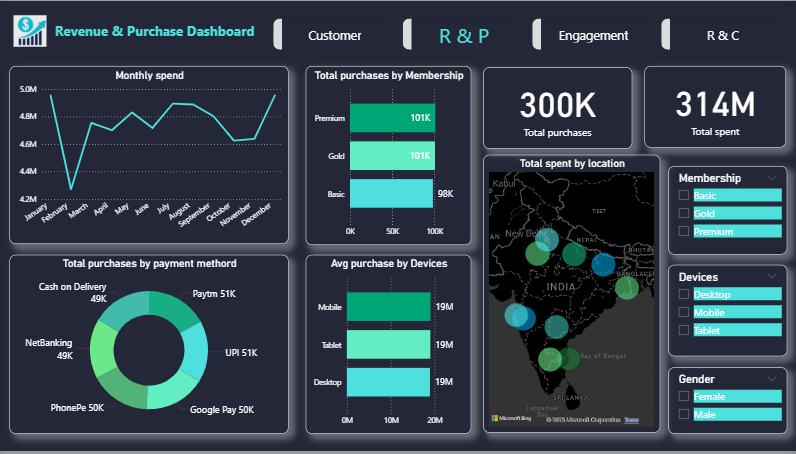 Revenue & Purchase Dashboard
Customer
R & P
Engagement
R & C
Monthly spend
5.0M
4.8M
4.6M
4.4M
4.2M
January
February
March
April
May
June
July
August
September
October
November
December
Total purchases by Membership
Premium
101K
Gold
101K
Basic
98K
0K
50K
100K
300K
Total purchases
314M
Total spent
Total spent by location
Kabul
TIBET
New Delhi
NEPAL
AN
BHUTAN
BANGLADESH
INDIA
Bay of Bengal
SRI LANKA
Laccadive
Sea
Microsoft Bing
© 2025 Microsoft Corporation
Terms
Membership
Basic
Gold
Premium
Devices
Desktop
Mobile
Tablet
Gender
Female
Male
Total purchases by payment methord
Cash on Delivery
49K
Paytm 51K
NetBanking
49K
UPI 51K
PhonePe 50K
Google Pay 50K
Avg purchase by Devices
Mobile
19M
Tablet
19M
Desktop
19M
0M
10M
20M